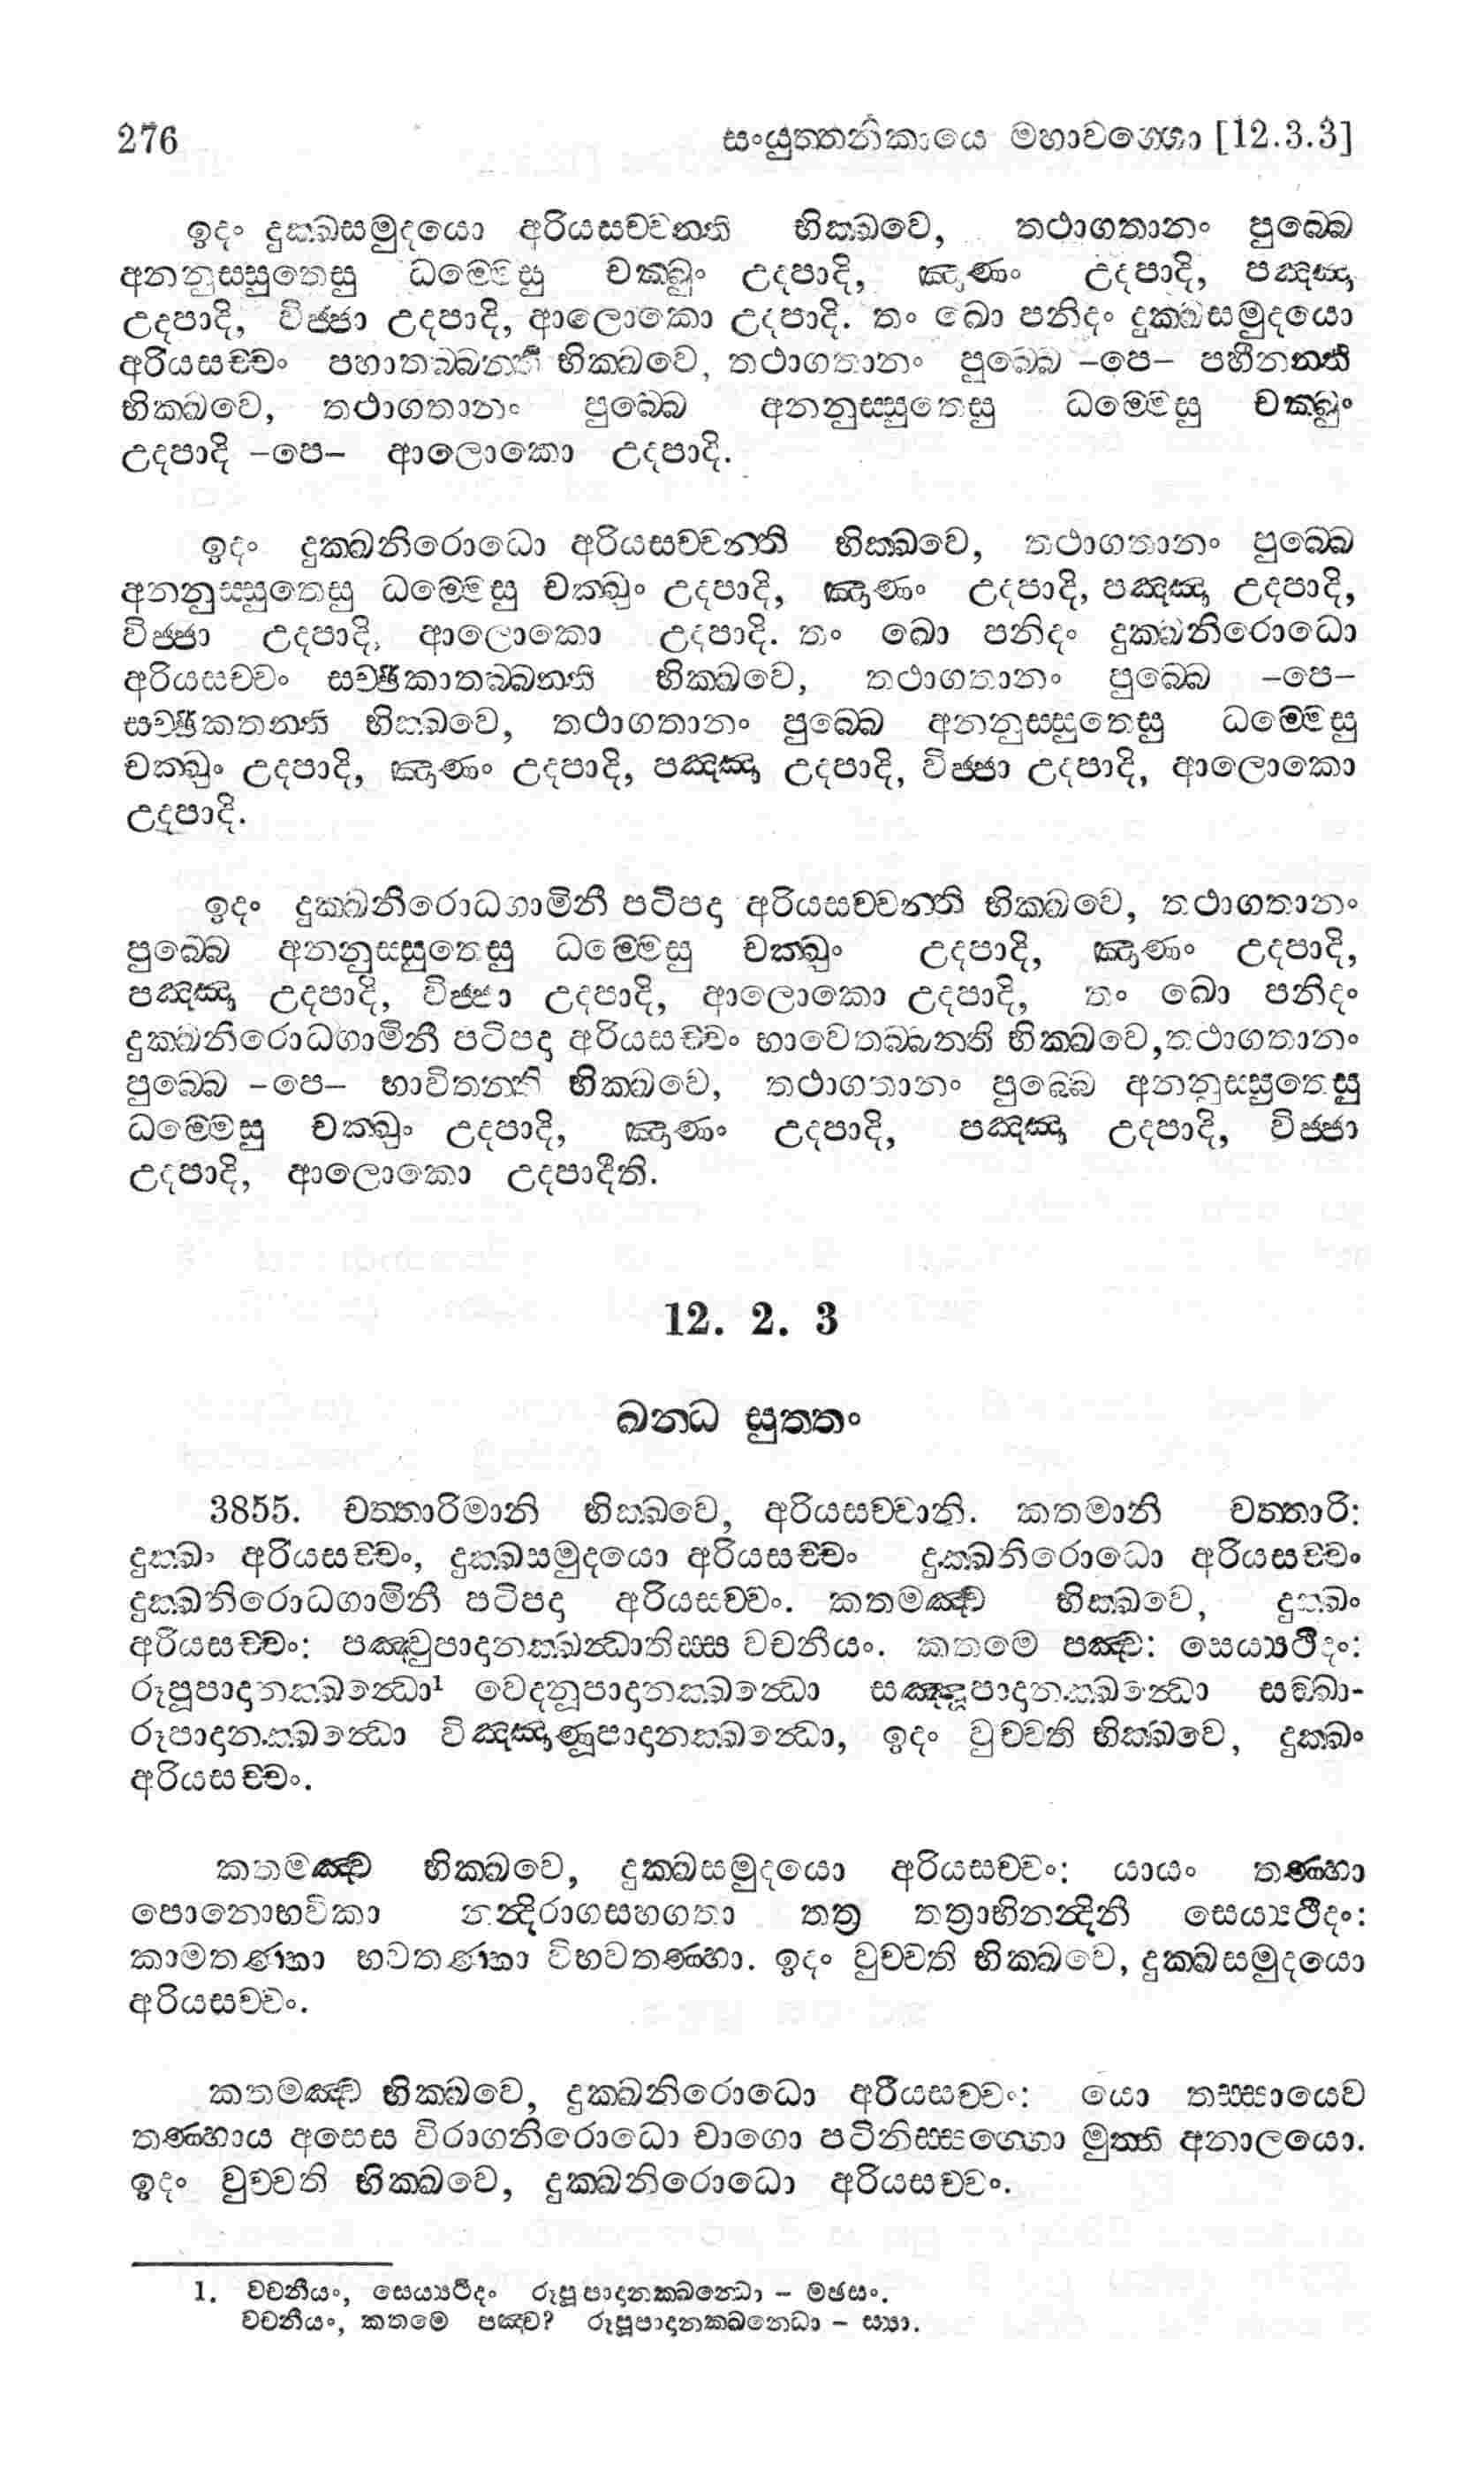 276 සංයුත්තනිකායෙ මහාවග්ගො [12.3.3]
ඉදං දුක්ඛසමුදයො අරියසච්චන්ති භික්ඛවෙ, තථාගතානං පුබ්බෙ
අනනුස්සුතෙසු ධම්මෙසු චක්ඛුං උදපාදි, ඤාණං උදපාදි, පඤ්ඤා
උදපාදි, විජ්ජා උදපාදි, ආලොකො උදපාදි. තං ඛො පනිදං දුක්ඛසමුදයො
අරියසච්චං පහාතබ්බන්ති භික්ඛවෙ, තථාගතානං පුබ්බෙ –පෙ– පහීනන්ති
භික්ඛවෙ, තථාගතානං පුබ්බෙ අනනුස්සුතෙසු ධම්මෙසු චක්ඛුං
උදපාදි –පෙ– ආලොකො උදපාදි.
ඉදං දුක්ඛනිරොධො අරියසච්චන්ති භික්ඛවෙ, තථාගතානං පුබ්බෙ
අනනුස්සුතෙසු ධම්මෙසු චක්ඛුං උදපාදි, ඤාණං උදපාදි, පඤ්ඤා උදපාදි,
විජ්ජා උදපාදි, ආලොකො උදපාදි. තං ඛො පනිදං දුක්ඛනිරොධො
අරියසච්චං සච්ඡිකාතබ්බන්ති භික්ඛවෙ, තථාගතානං පුබ්බෙ –පෙ–
සච්ඡිකතන්ති භික්ඛවෙ, තථාගතානං පුබ්බෙ අනනුස්සුතෙසු ධම්මෙසු
චක්ඛුං උදපාදි, ඤාණං උදපාදි, පඤ්ඤා උදපාදි, විජ්ජා උදපාදි, ආලොකො
උදපාදි.
ඉදං දුක්ඛනිරොධගාමිනී පටිපදා අරියසච්චන්ති භික්ඛවෙ, තථාගතානං
පුබ්බෙ අනනුස්සුතෙසු ධම්මෙසු චක්ඛුං උදපාදි, ඤාණං උදපාදි,
පඤ්ඤා උදපාදි, විජ්ජා උදපාදි, ආලොකො උදපාදි, තං ඛො පනිදං
දුක්ඛනිරොධගාමිනී පටිපදා අරියසච්චං භාවෙතබ්බන්ති භික්ඛවෙ,තථාගතානං
පුබ්බෙ –පෙ– භාවිතන්ති භික්ඛවෙ, තථාගතානං පුබ්බෙ අනනුස්සුතෙසු
ධම්මෙසු චක්ඛුං උදපාදි, ඤාණං උදපාදි, පඤ්ඤා උදපාදි, විජ්ජා
උදපාදි, ආලොකො උදපාදීති.
12. 2. 3
ඛන්ධ සුත්තං
3855. චත්තාරිමානි භික්ඛවෙ, අරියසච්චානි. කතමානි චත්තාරි:
දුක්ඛං අරියසච්චං, දුක්ඛසමුදයො අරියසච්චං දුක්ඛනිරොධො අරියසච්චං
දුක්ඛනිරොධගාමිනී පටිපදා අරියසච්චං. කතමඤ්ච භික්ඛවෙ, දුක්ඛං
අරියසච්චං: පඤ්චුපාදානක්ඛන්ධාතිස්ස වචනීයං. කතමෙ පඤ්ච: සෙය්‍යථීදං:
රූපූපාදානක්ඛන්ධො¹ වෙදනූපාදානක්ඛන්ධො සඤ්ඤූපාදානක්ඛන්ධො සඞ්ඛා-
රූපාදානක්ඛන්ධො විඤ්ඤාණූපාදානක්ඛන්ධො, ඉදං වුච්චති භික්ඛවෙ, දුක්ඛං
අරියසච්චං.
කතමඤ්ච භික්ඛවෙ, දුක්ඛසමුදයො අරියසච්චං: යායං තණ්හා
පොනොභවිකා නන්දිරාගසහගතා තත්‍ර තත්‍රාභිනන්දිනී සෙය්‍යථීදං:
කාමතණ්හා භවතණ්හා විභවතණ්හා. ඉදං වුච්චති භික්ඛවෙ, දුක්ඛසමුදයො
අරියසච්චං.
කතමඤ්ච භික්ඛවෙ, දුක්ඛනිරොධො අරියසච්චං: යො තස්සායෙව
තණ්හාය අසෙස විරාගනිරොධො චාගො පටිනිස්සග්ගො මුත්ති අනාලයො.
ඉදං වුච්චති භික්ඛවෙ, දුක්ඛනිරොධො අරියසච්චං.
1. වචනීයං, සෙය්‍යථිදං රූපූපාදානක්ඛන්ධො – මඡසං.
වචනීයං, කතමෙ පඤ්ච? රූපූපාදානක්ඛන්ධො – ස්‍යා.